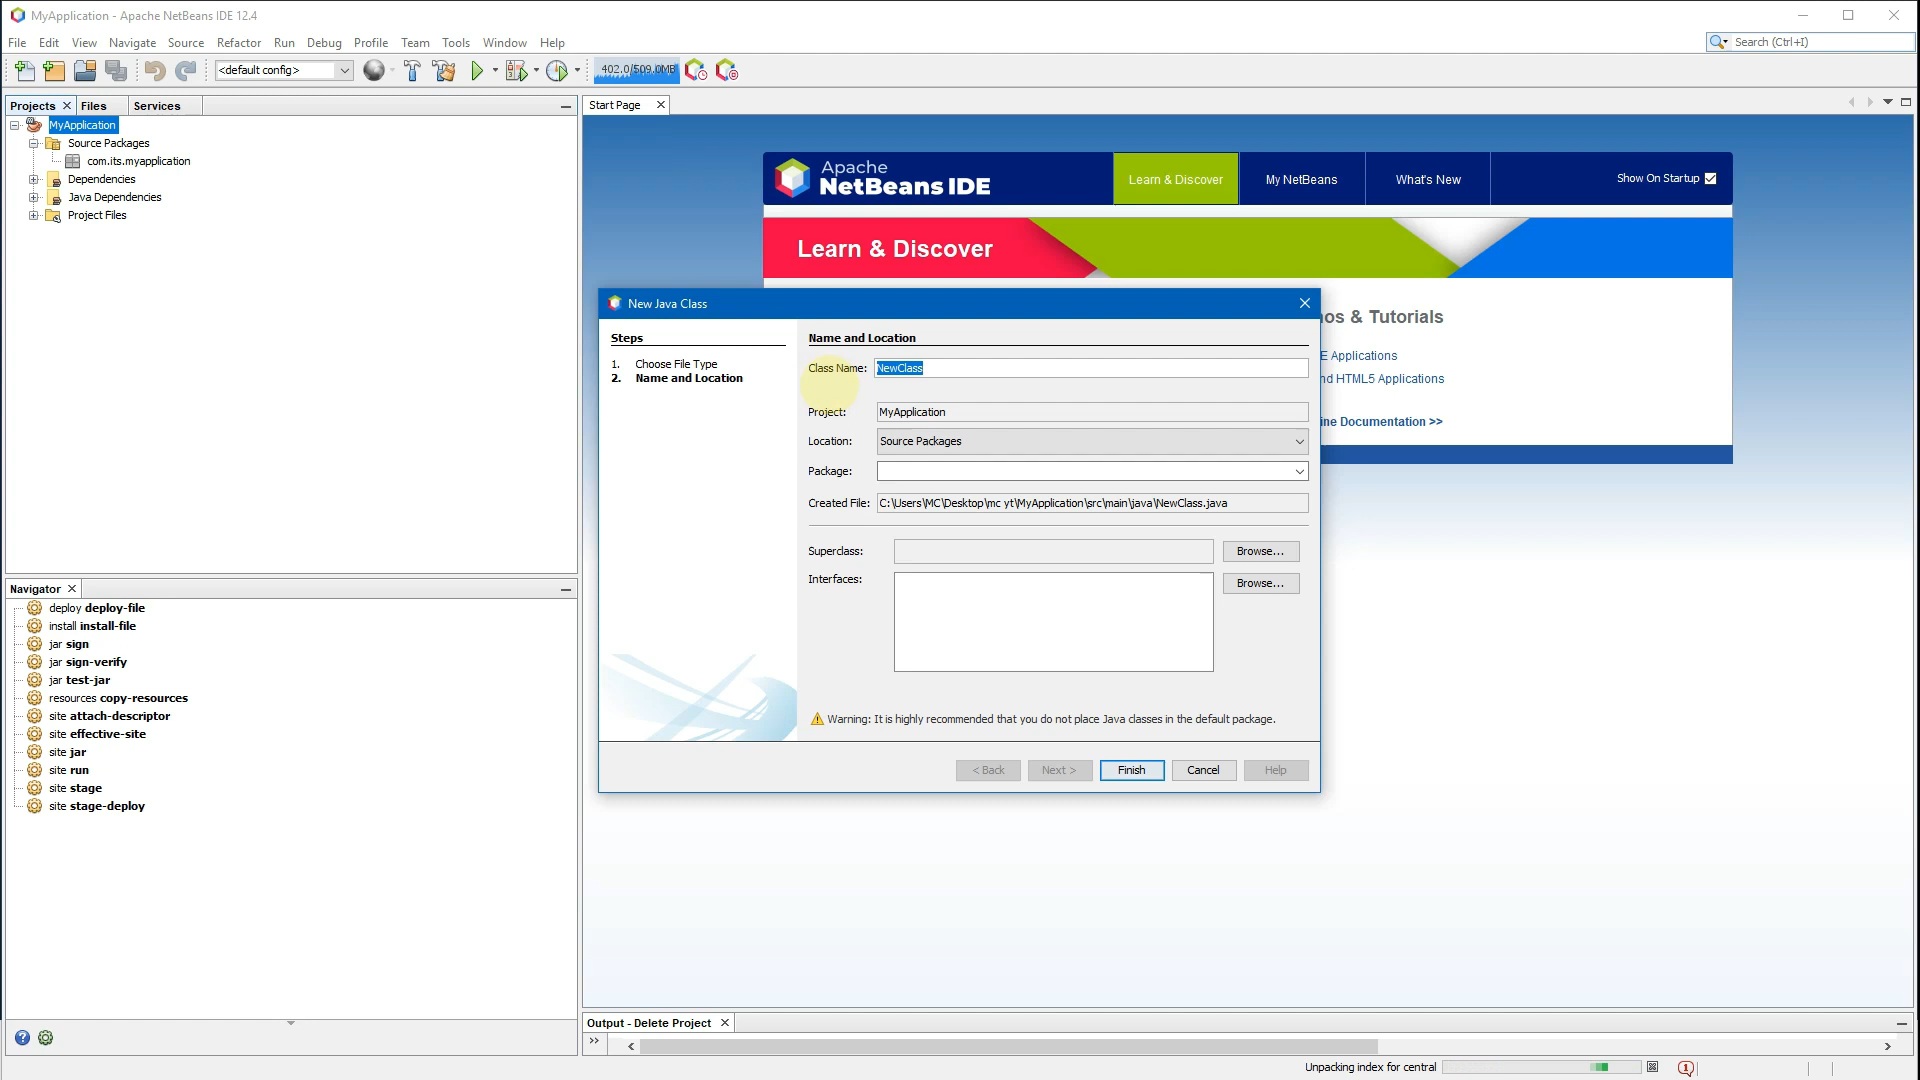 MyApplication - Apache NetBeans IDE 12.4
File Edit View Navigate Source Refactor Run Debug Profile Team Tools Window Help
Search (Ctrl+I)
<default config>
402.0/509.0MB
Projects Files Services
Start Page
MyApplication
Source Packages
com.its.myapplication
Dependencies
Java Dependencies
Project Files
Apache
NetBeans IDE
Learn & Discover
My NetBeans
What's New
Show On Startup
Learn & Discover
os & Tutorials
E Applications
nd HTML5 Applications
ine Documentation >>
New Java Class
Steps
1. Choose File Type
2. Name and Location
Name and Location
Class Name: NewClass
Project: MyApplication
Location: Source Packages
Package:
Created File: C:\Users\MC\Desktop\mc yt\MyApplication\src\main\java\NewClass.java
Superclass: Browse...
Interfaces: Browse...
Warning: It is highly recommended that you do not place Java classes in the default package.
< Back Next > Finish Cancel Help
Navigator
deploy deploy-file
install install-file
jar sign
jar sign-verify
jar test-jar
resources copy-resources
site attach-descriptor
site effective-site
site jar
site run
site stage
site stage-deploy
Output - Delete Project
Unpacking index for central